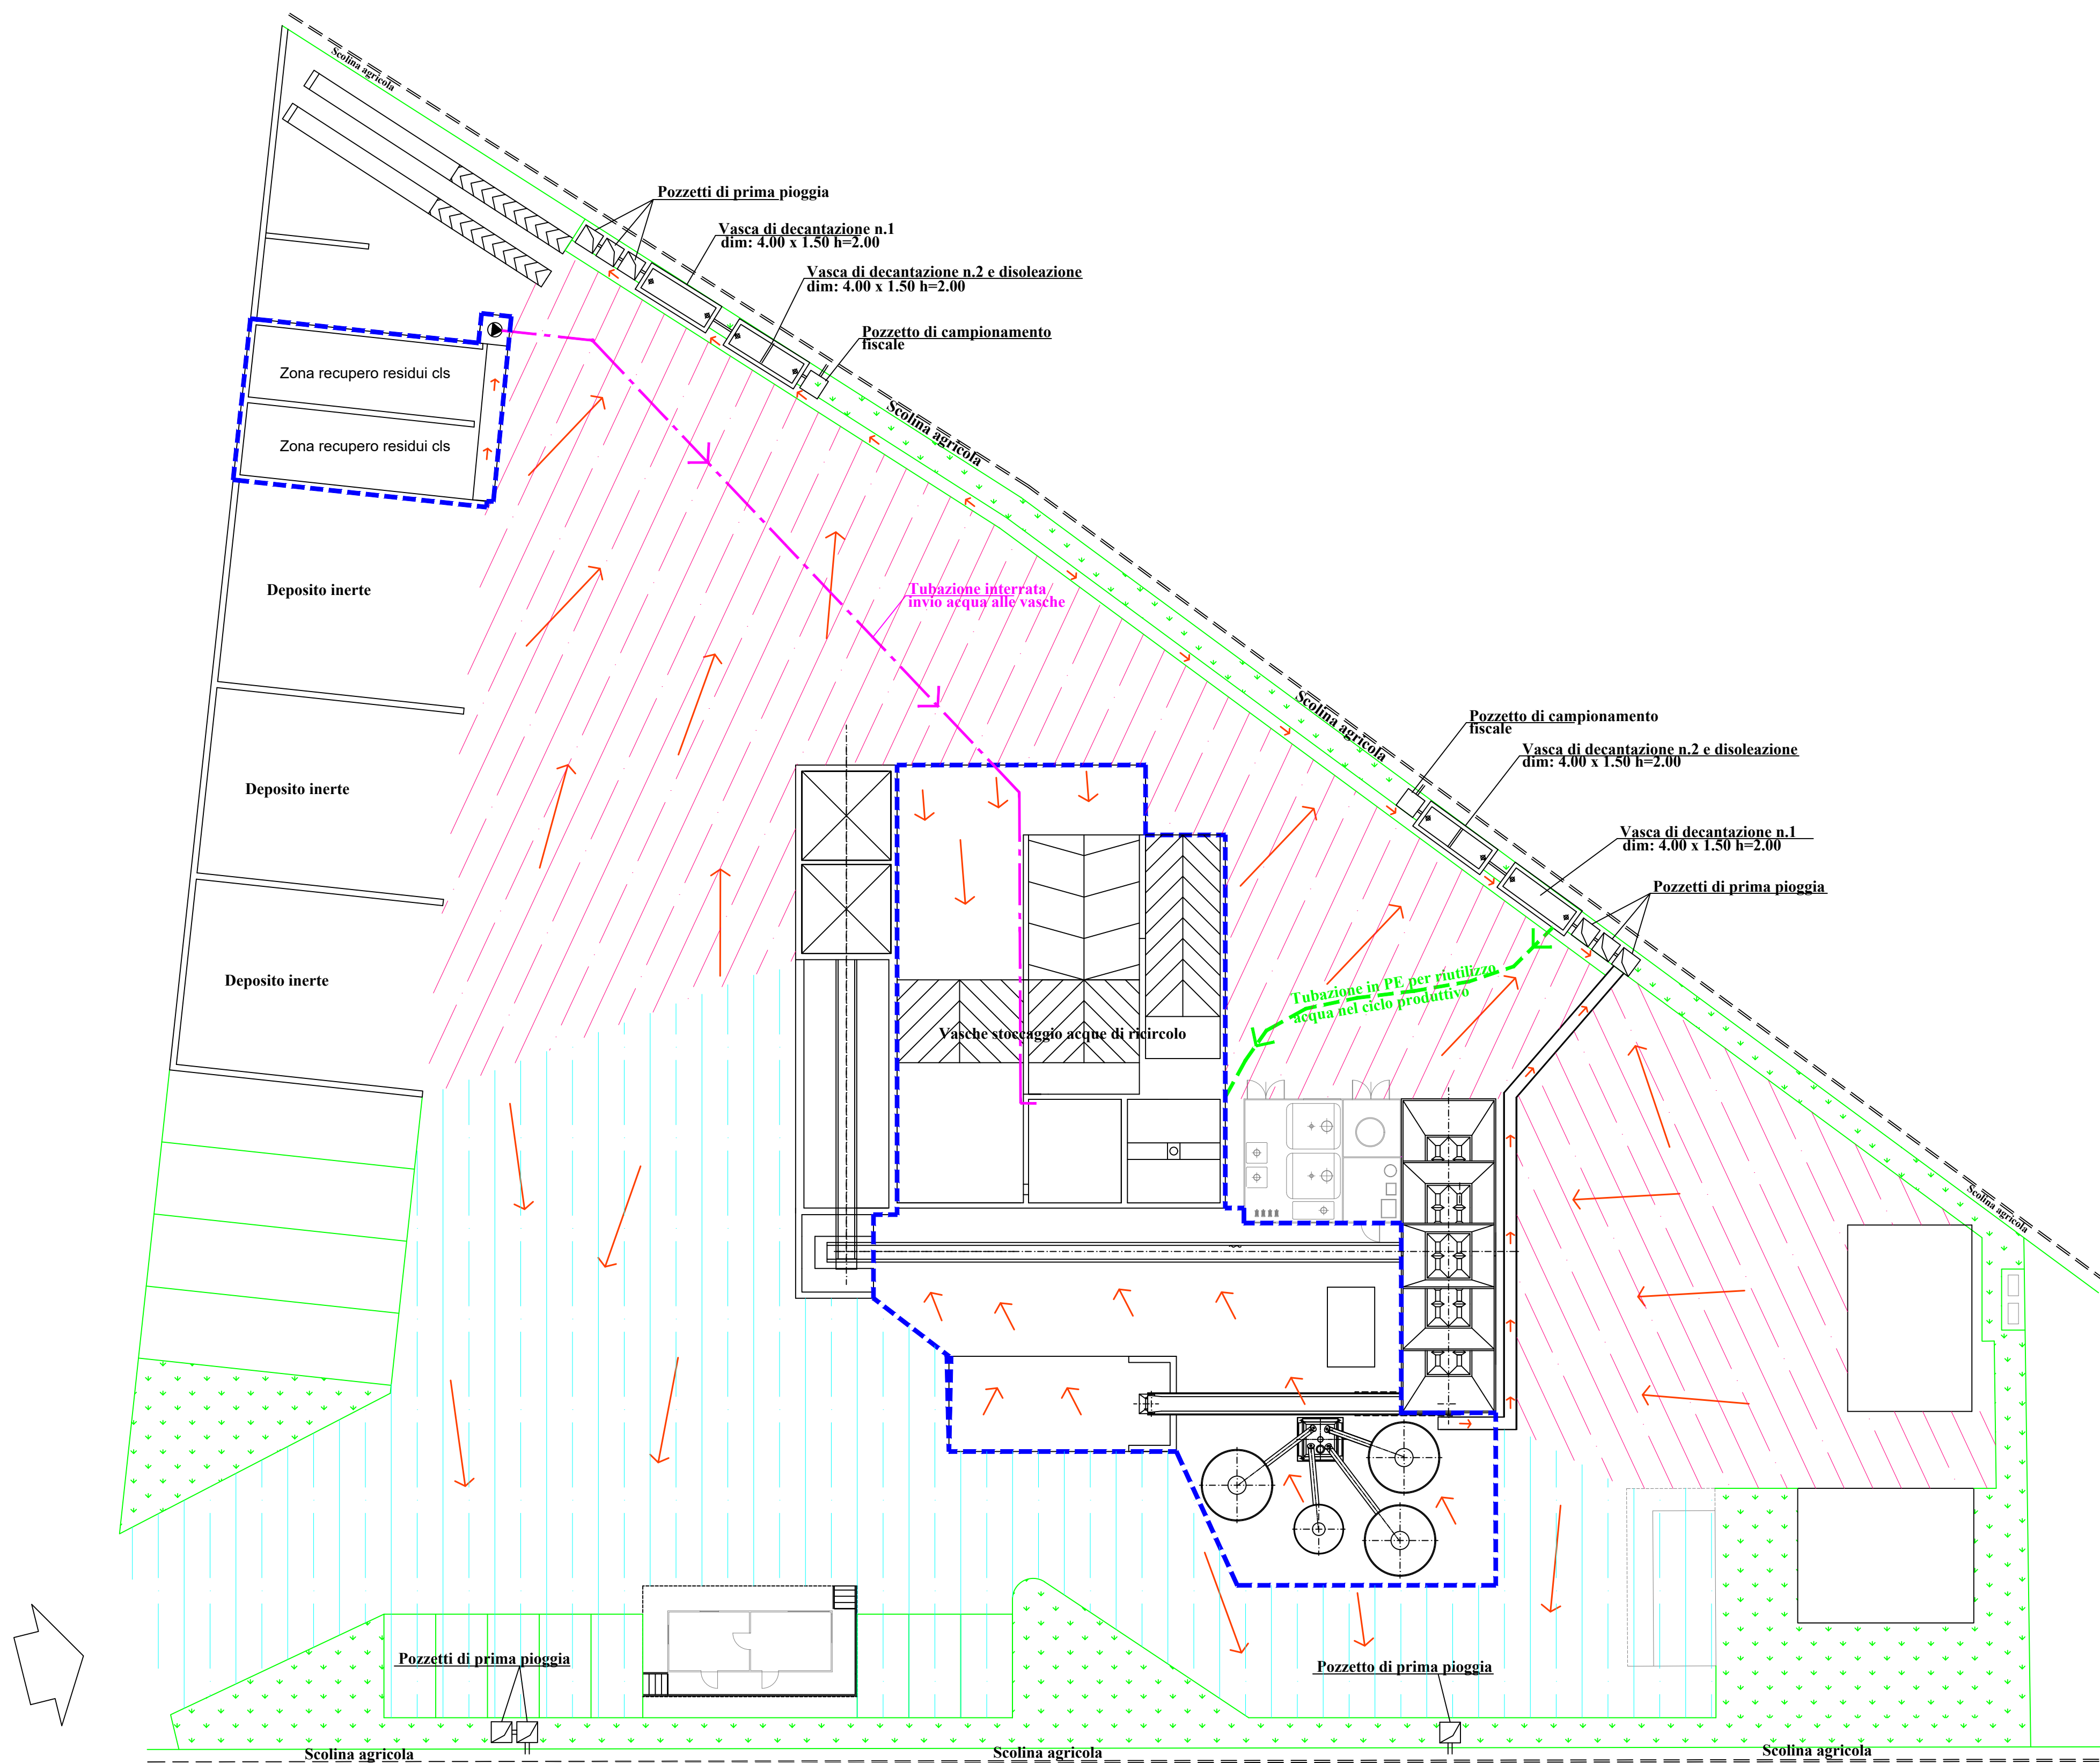 Scolina agricola
Pozzetti di prima pioggia
Vasca di decantazione n.1
dim: 4.00 x 1.50 h=2.00
Vasca di decantazione n.2 e disoleazione
dim: 4.00 x 1.50 h=2.00
Pozzetto di campionamento
fiscale
Zona recupero residui cls
Zona recupero residui cls
Scolina agricola
Deposito inerte
Tubazione interrata
invio acqua alle vasche
Scolina agricola
Pozzetto di campionamento
fiscale
Vasca di decantazione n.2 e disoleazione
dim: 4.00 x 1.50 h=2.00
Deposito inerte
Vasca di decantazione n.1
dim: 4.00 x 1.50 h=2.00
Pozzetti di prima pioggia
Deposito inerte
Tubazione in PE per riutilizzo
acqua nel ciclo produttivo
Vasche stoccaggio acque di ricircolo
Scolina agricola
Pozzetti di prima pioggia
Pozzetto di prima pioggia
Scolina agricola
Scolina agricola
Scolina agricola